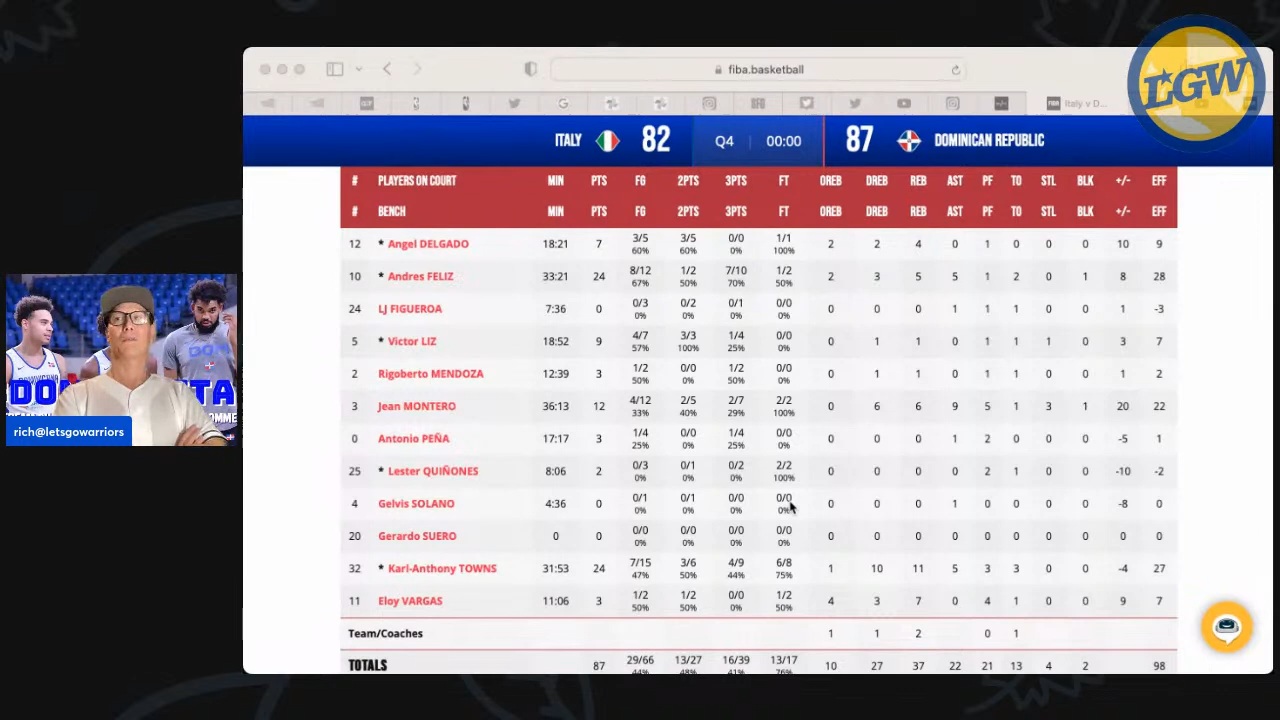 LGW
fiba.basketball
Italy v D...
ITALY 82 Q4 00:00 87 DOMINICAN REPUBLIC
# PLAYERS ON COURT MIN PTS FG 2PTS 3PTS FT OREB DREB REB AST PF TO STL BLK +/- EFF
# BENCH MIN PTS FG 2PTS 3PTS FT OREB DREB REB AST PF TO STL BLK +/- EFF
12 * Angel DELGADO 18:21 7 3/5 3/5 0/0 1/1 2 2 4 0 1 0 0 0 10 9
60% 60% 0% 100%
10 * Andres FELIZ 33:21 24 8/12 1/2 7/10 1/2 2 3 5 5 1 2 0 1 8 28
67% 50% 70% 50%
24 LJ FIGUEROA 7:36 0 0/3 0/2 0/1 0/0 0 0 0 0 1 1 1 0 1 -3
0% 0% 0% 0%
5 * Victor LIZ 18:52 9 4/7 3/3 1/4 0/0 0 1 1 0 1 1 1 0 3 7
57% 100% 25% 0%
2 Rigoberto MENDOZA 12:39 3 1/2 0/0 1/2 0/0 0 1 1 0 1 1 0 0 1 2
50% 0% 50% 0%
3 Jean MONTERO 36:13 12 4/12 2/5 2/7 2/2 0 6 6 9 5 1 3 1 20 22
33% 40% 29% 100%
0 Antonio PEÑA 17:17 3 1/4 0/0 1/4 0/0 0 0 0 1 2 0 0 0 -5 1
25% 0% 25% 0%
25 * Lester QUIÑONES 8:06 2 0/3 0/1 0/2 2/2 0 0 0 0 2 1 0 0 -10 -2
0% 0% 0% 100%
4 Gelvis SOLANO 4:36 0 0/1 0/1 0/0 0/0 0 0 0 1 0 0 0 0 -8 0
0% 0% 0% 0%
20 Gerardo SUERO 0 0 0/0 0/0 0/0 0/0 0 0 0 0 0 0 0 0 0 0
0% 0% 0% 0%
32 * Karl-Anthony TOWNS 31:53 24 7/15 3/6 4/9 6/8 1 10 11 5 3 3 0 0 -4 27
47% 50% 44% 75%
11 Eloy VARGAS 11:06 3 1/2 1/2 0/0 1/2 4 3 7 0 4 1 0 0 9 7
50% 50% 0% 50%
Team/Coaches 1 1 2 0 1
TOTALS 87 29/66 13/27 16/39 13/17 10 27 37 22 21 13 4 2 98
44% 48% 41% 76%
rich@letsgowarriors